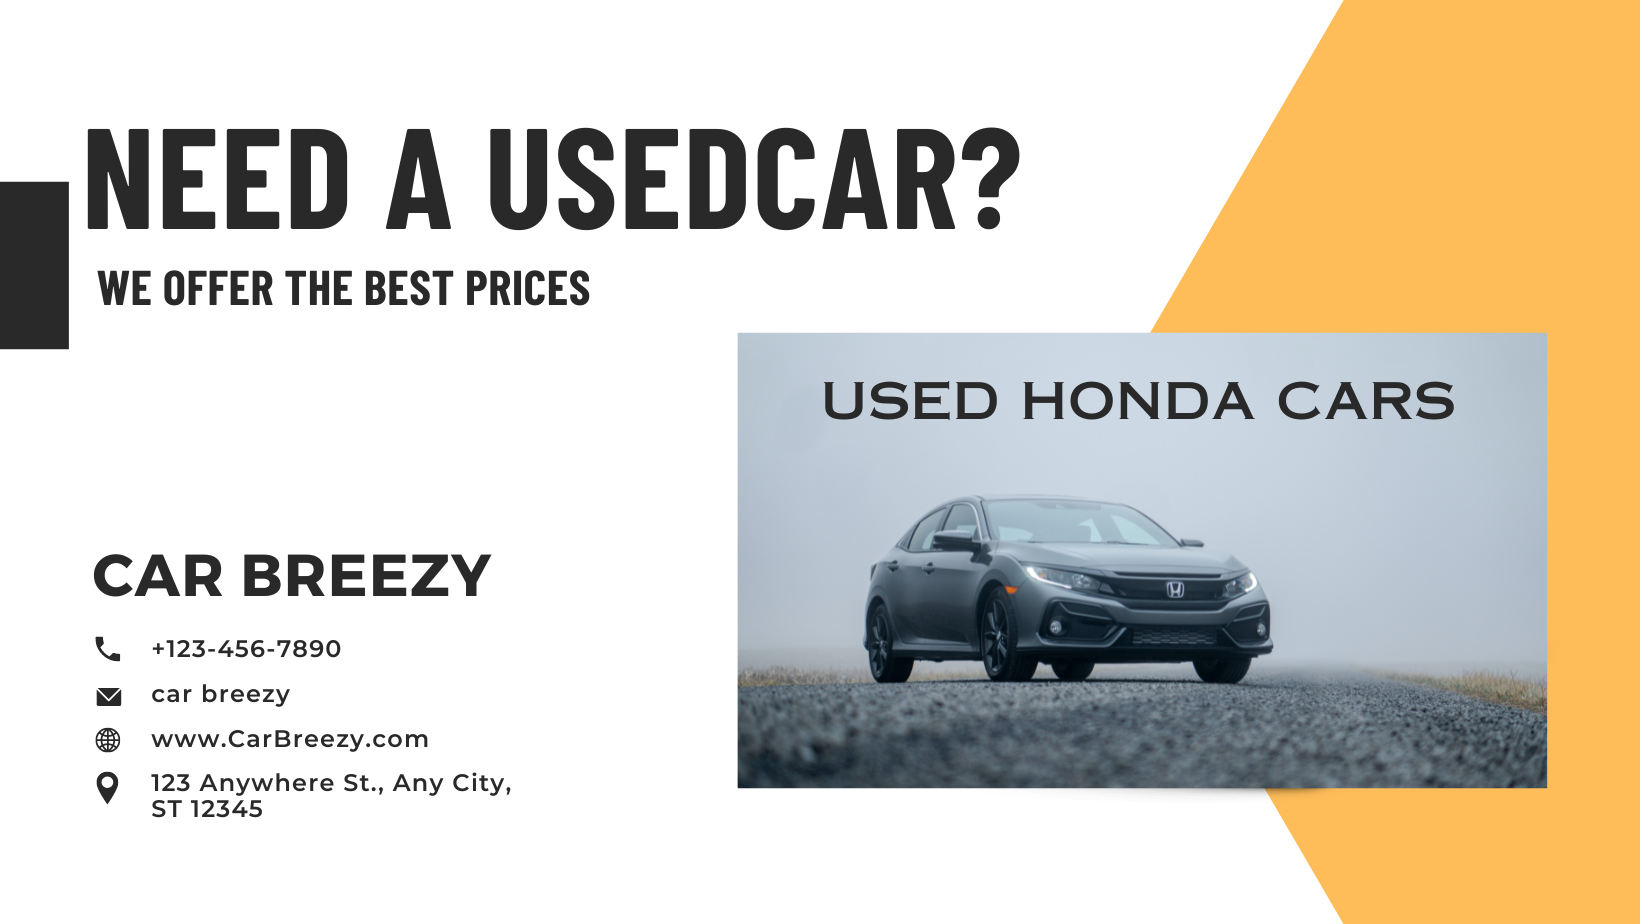 NEED A USEDCAR?
WE OFFER THE BEST PRICES
USED HONDA CARS
CAR BREEZY
+123-456-7890
car breezy
www.CarBreezy.com
123 Anywhere St., Any City,
ST 12345